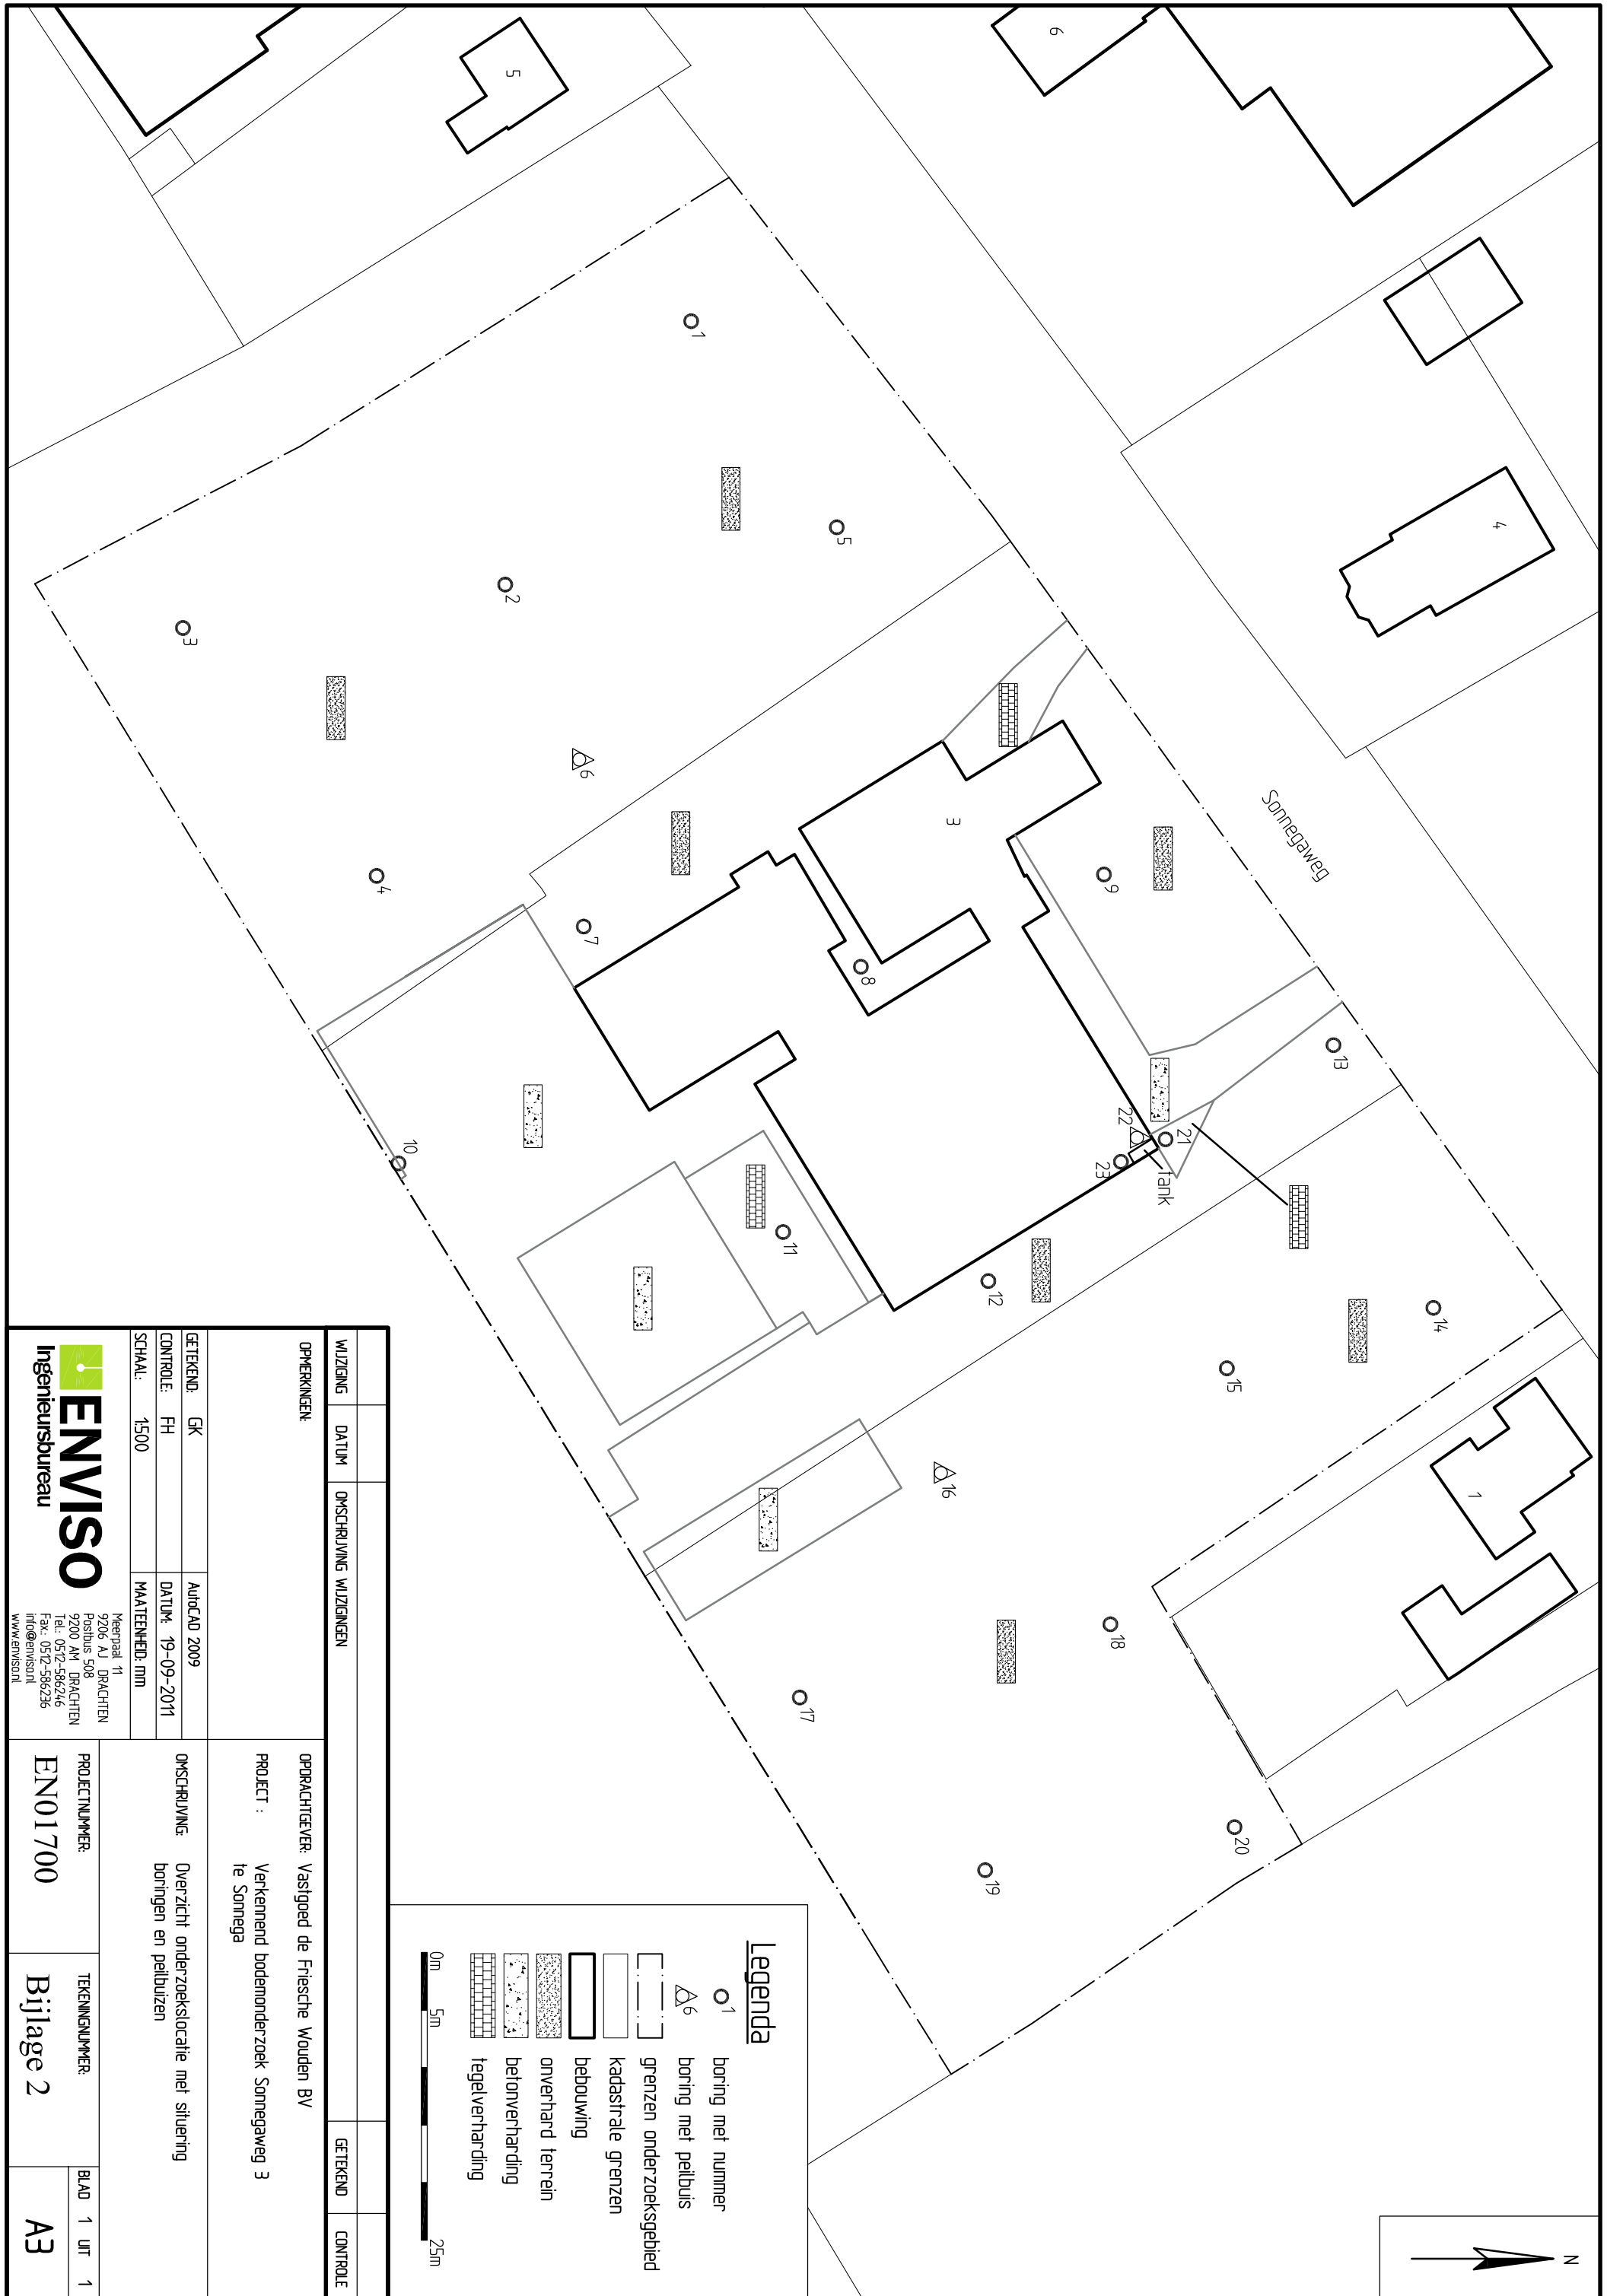 6
5
4
Sonnegaweg
1
5
2
3
6
4
3
9
7
8
13
22
21
23
Tank
10
11
12
14
15
16
1
18
17
20
19
N
Legenda
1 boring met nummer
6 boring met peilbuis
grenzen onderzoeksgebied
kadastrale grenzen
bebouwing
onverhard terrein
betonverharding
tegelverharding
0m 5m 25m
WIJZIGING DATUM OMSCHRIJVING WIJZIGINGEN GETEKEND CONTROLE
OPMERKINGEN:
OPDRACHTGEVER: Vastgoed de Friesche Wouden BV
PROJECT : Verkennend bodemonderzoek Sonnegaweg 3
te Sonnega
GETEKEND: GK AutoCAD 2009
CONTROLE: FH DATUM: 19-09-2011
SCHAAL: 1:500 MAATEENHEID: mm
OMSCHRIJVING: Overzicht onderzoekslocatie met situering
boringen en peilbuizen
ENVISO
Ingenieursbureau
Meerpaal 11
9206 AJ DRACHTEN
Postbus 508
9200 AM DRACHTEN
Tel.: 0512-586246
Fax.: 0512-586236
info@enviso.nl
www.enviso.nl
PROJECTNUMMER:
EN01700
TEKENINGNUMMER:
Bijlage 2
BLAD 1 UIT 1
A3